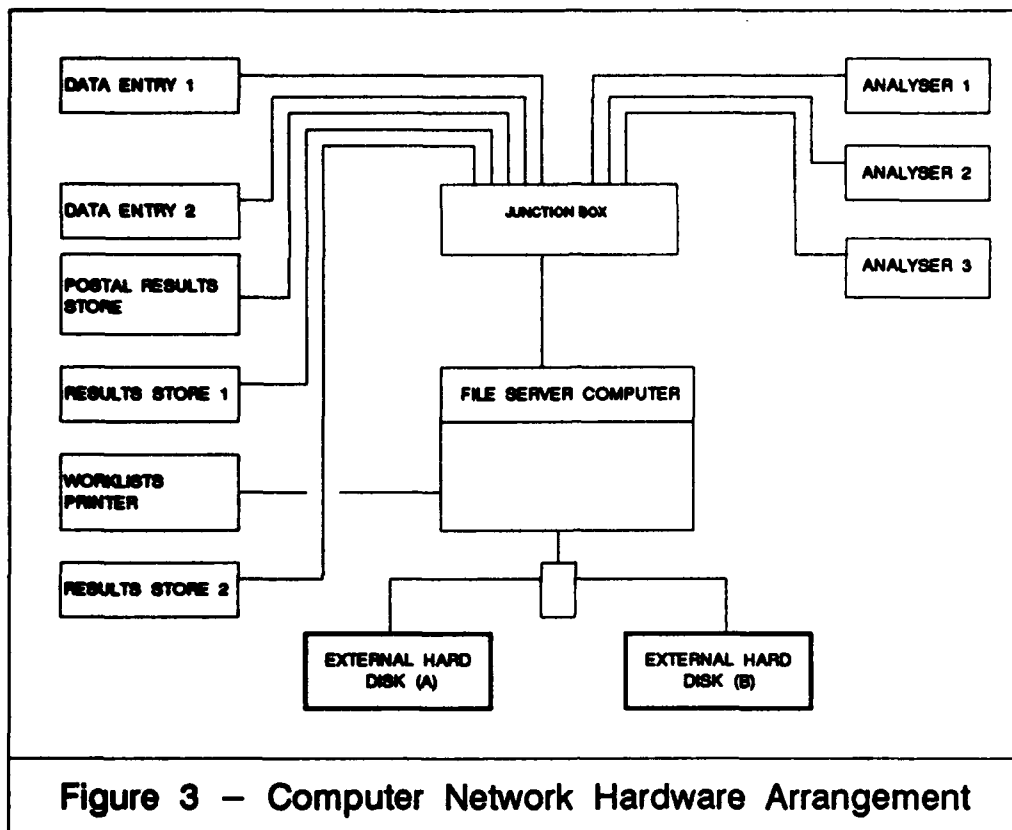 DATA ENTRY 1
DATA ENTRY 2
POSTAL RESULTS
STORE
RESULTS STORE 1
WORKLISTS
PRINTER
RESULTS STORE 2
JUNCTION BOX
FILE SERVER COMPUTER
EXTERNAL HARD
DISK (A)
EXTERNAL HARD
DISK (B)
ANALYSER 1
ANALYSER 2
ANALYSER 3
Figure 3 – Computer Network Hardware Arrangement